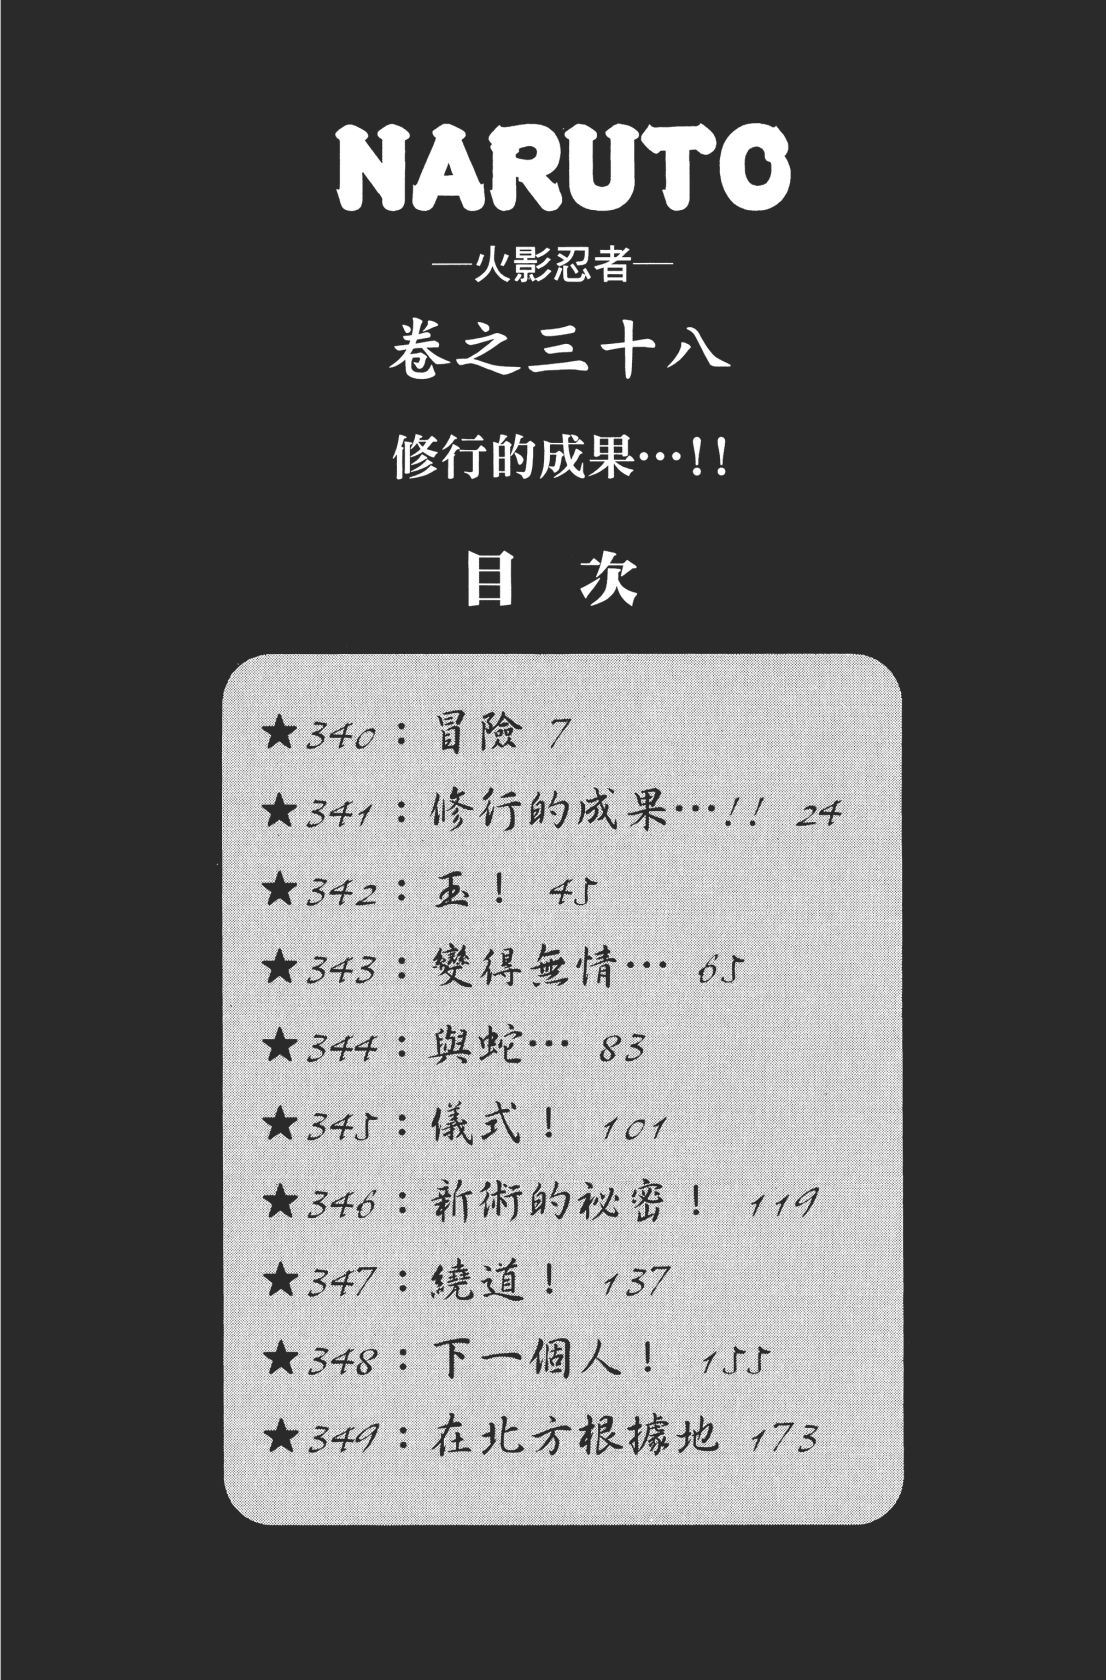 NARUTO
—火影忍者—
卷之三十八
修行的成果…!!
目 次
★340：冒險 7
★341：修行的成果…!! 24
★342：玉！ 45
★343：變得無情… 65
★344：與蛇… 83
★345：儀式！ 101
★346：新術的祕密！ 119
★347：繞道！ 137
★348：下一個人！ 155
★349：在北方根據地 173